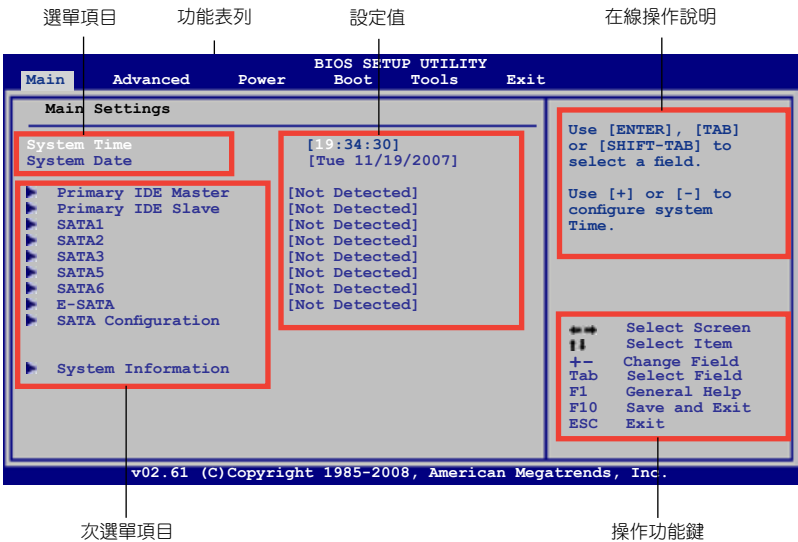 選單項目 功能表列 設定值 在線操作說明
BIOS SETUP UTILITY
Main Advanced Power Boot Tools Exit
Main Settings
System Time [19:34:30]
System Date [Tue 11/19/2007]
Primary IDE Master [Not Detected]
Primary IDE Slave [Not Detected]
SATA1 [Not Detected]
SATA2 [Not Detected]
SATA3 [Not Detected]
SATA5 [Not Detected]
SATA6 [Not Detected]
E-SATA [Not Detected]
SATA Configuration
System Information
Use [ENTER], [TAB]
or [SHIFT-TAB] to
select a field.
Use [+] or [-] to
configure system
Time.
←→ Select Screen
↑↓ Select Item
+- Change Field
Tab Select Field
F1 General Help
F10 Save and Exit
ESC Exit
v02.61 (C)Copyright 1985-2008, American Megatrends, Inc.
次選單項目 操作功能鍵